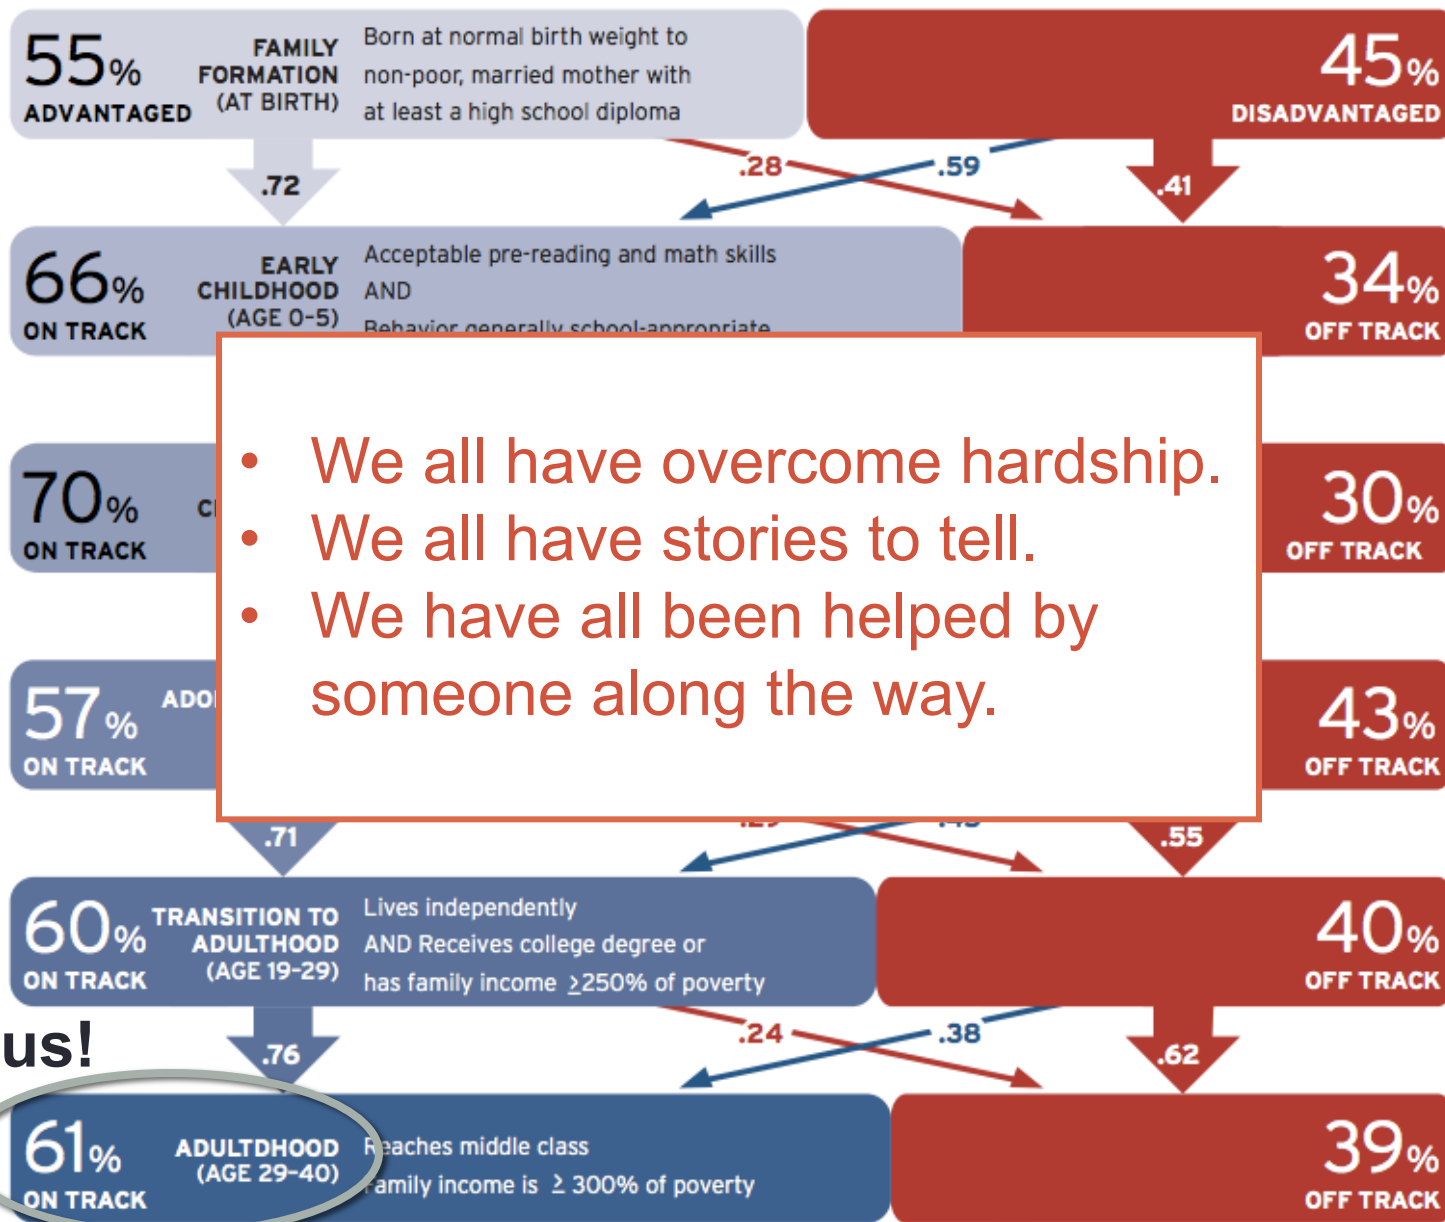 55% ADVANTAGED
FAMILY FORMATION (AT BIRTH)
Born at normal birth weight to
non-poor, married mother with
at least a high school diploma
45% DISADVANTAGED
.72
.28
.59
.41
66% ON TRACK
EARLY CHILDHOOD (AGE 0-5)
Acceptable pre-reading and math skills
AND
Behavior generally school-appropriate
34% OFF TRACK
• We all have overcome hardship.
• We all have stories to tell.
• We have all been helped by
someone along the way.
70% ON TRACK
30% OFF TRACK
57% ON TRACK
43% OFF TRACK
.71
.55
60% ON TRACK
TRANSITION TO ADULTHOOD (AGE 19-29)
Lives independently
AND Receives college degree or
has family income ≥250% of poverty
40% OFF TRACK
us!
.76
.24
.38
.62
61% ON TRACK
ADULTDHOOD (AGE 29-40)
Reaches middle class
Family income is ≥ 300% of poverty
39% OFF TRACK